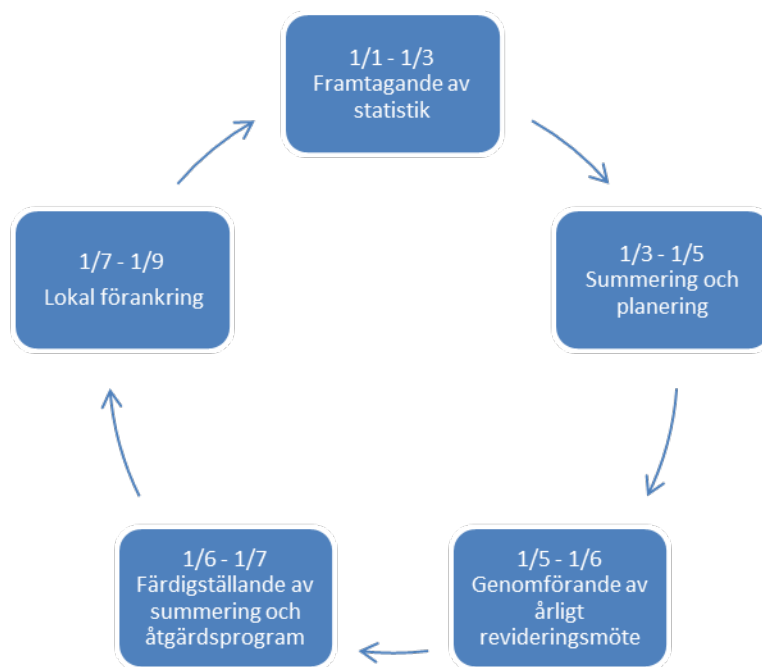 1/1 - 1/3
Framtagande av
statistik
1/3 - 1/5
Summering och
planering
1/5 - 1/6
Genomförande av
årligt
revideringsmöte
1/6 - 1/7
Färdigställande av
summering och
åtgärdsprogram
1/7 - 1/9
Lokal förankring